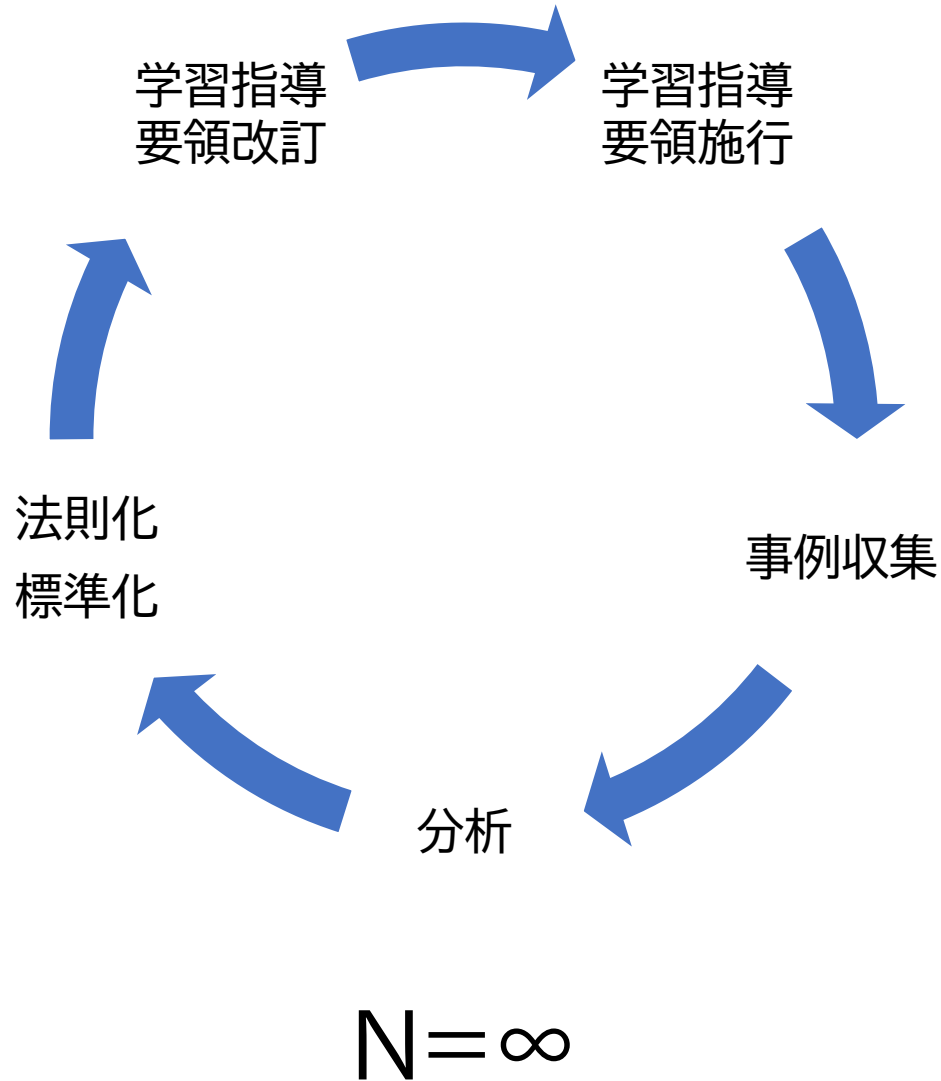 学習指導
要領改訂
学習指導
要領施行
事例収集
分析
法則化
標準化
N=∞